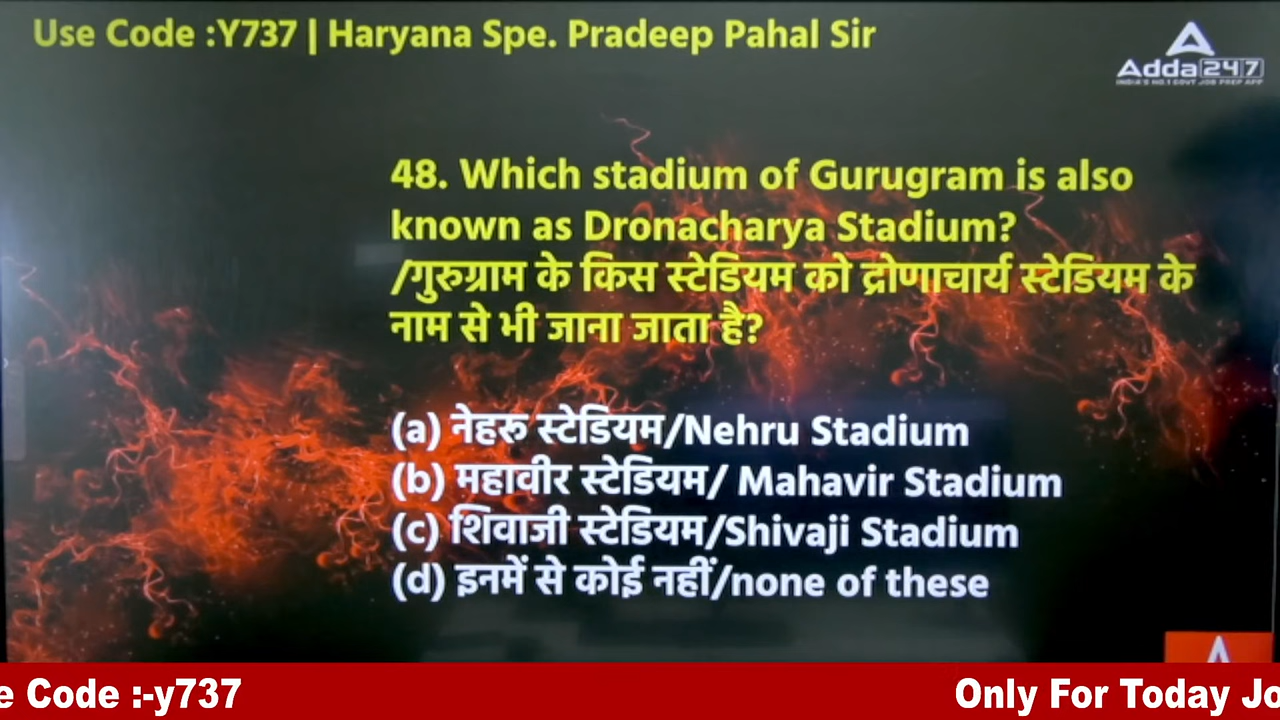 Use Code :Y737 | Haryana Spe. Pradeep Pahal Sir
Adda247
INDIA'S NO.1 GOVT JOB PREP APP
48. Which stadium of Gurugram is also
known as Dronacharya Stadium?
/गुरुग्राम के किस स्टेडियम को द्रोणाचार्य स्टेडियम के
नाम से भी जाना जाता है?
(a) नेहरू स्टेडियम/Nehru Stadium
(b) महावीर स्टेडियम/ Mahavir Stadium
(c) शिवाजी स्टेडियम/Shivaji Stadium
(d) इनमें से कोई नहीं/none of these
e Code :-y737
Only For Today Jo